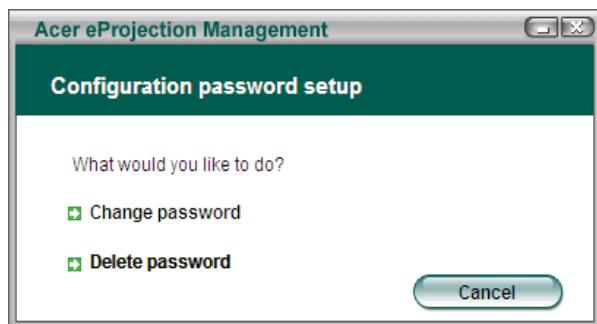 Acer eProjection Management
Configuration password setup
What would you like to do?
Change password
Delete password
Cancel